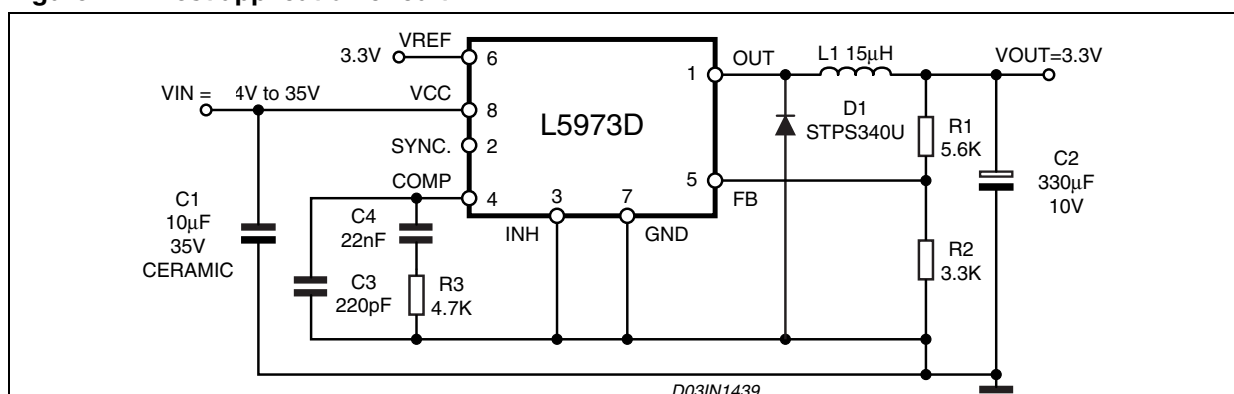 VREF
3.3V
6
VIN = 4V to 35V
VCC
8
SYNC.
2
COMP
4
L5973D
OUT
1
L1 15µH
VOUT=3.3V
D1
STPS340U
R1
5.6K
5
FB
C2
330µF
10V
R2
3.3K
C1
10µF
35V
CERAMIC
C4
22nF
C3
220pF
R3
4.7K
3
INH
7
GND
D03IN1439